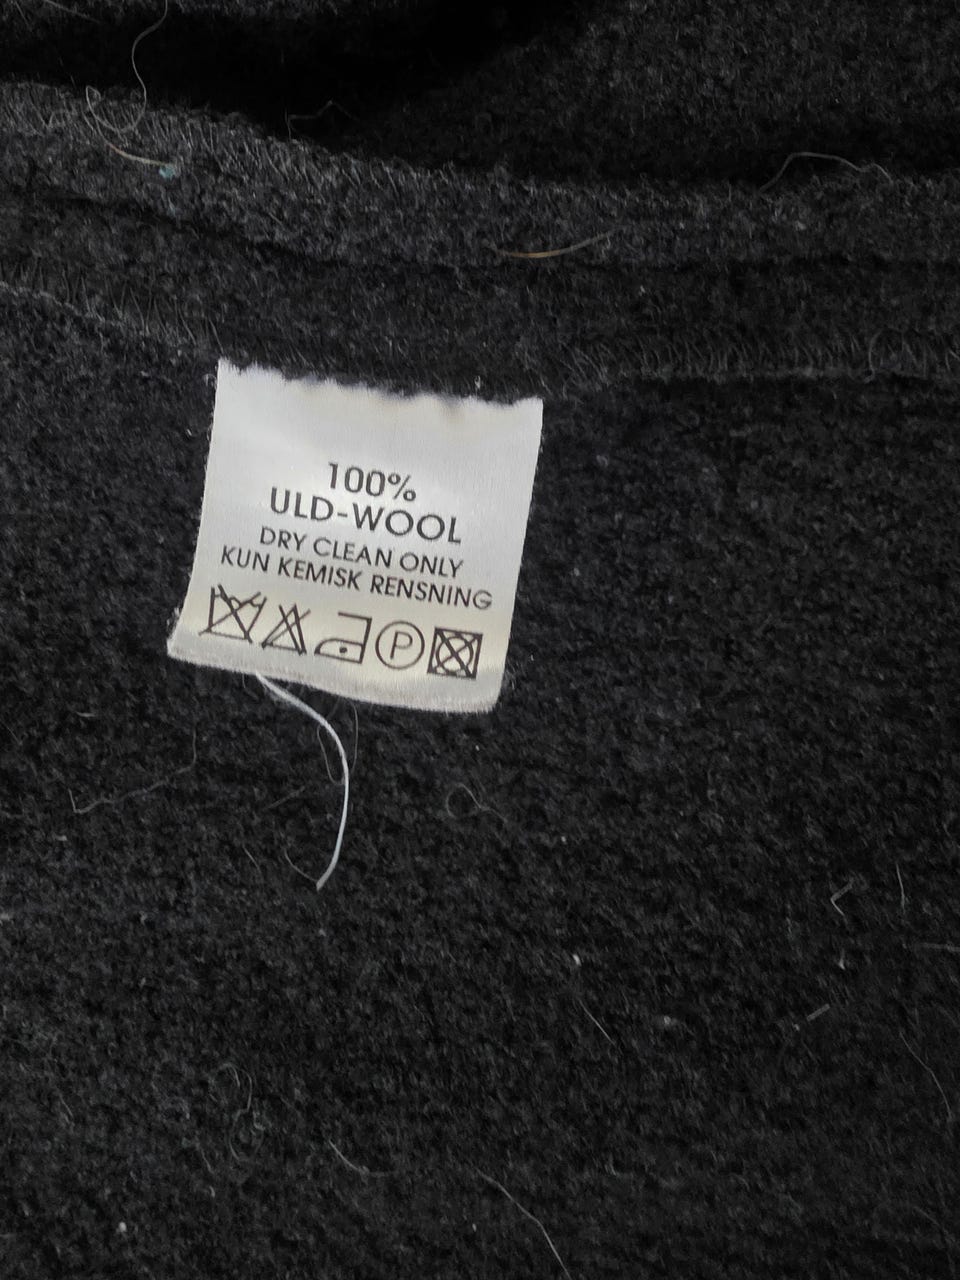 100%
ULD-WOOL
DRY CLEAN ONLY
KUN KEMISK RENSNING
P